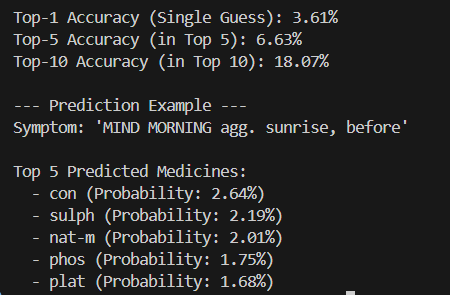 Top-1 Accuracy (Single Guess): 3.61%
Top-5 Accuracy (in Top 5): 6.63%
Top-10 Accuracy (in Top 10): 18.07%
--- Prediction Example ---
Symptom: 'MIND MORNING agg. sunrise, before'
Top 5 Predicted Medicines:
- con (Probability: 2.64%)
- sulph (Probability: 2.19%)
- nat-m (Probability: 2.01%)
- phos (Probability: 1.75%)
- plat (Probability: 1.68%)